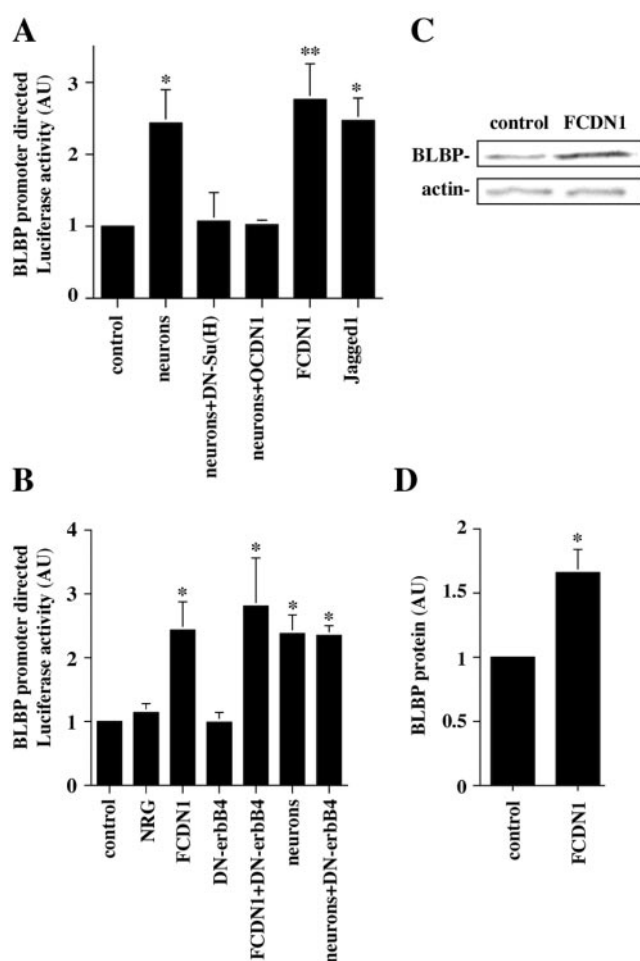 A
BLBP promoter directed
Luciferase activity (AU)
3
2
1
0
control
neurons
neurons+DN-Su(H)
neurons+OCDN1
FCDN1
Jagged1
*
**
*
C
control FCDN1
BLBP-
actin-
B
BLBP promoter directed
Luciferase activity (AU)
4
3
2
1
0
control
NRG
FCDN1
DN-erbB4
FCDN1+DN-erbB4
neurons
neurons+DN-erbB4
*
*
*
*
D
BLBP protein (AU)
2
1.5
1
0.5
0
control
FCDN1
*